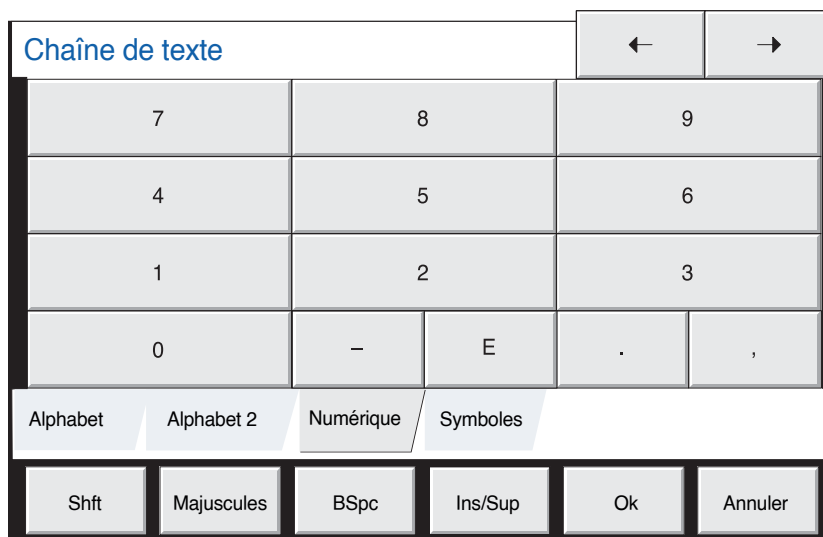 Chaîne de texte ← →
7 8 9
4 5 6
1 2 3
0 – E . ,
Alphabet Alphabet 2 Numérique Symboles
Shft Majuscules BSpc Ins/Sup Ok Annuler